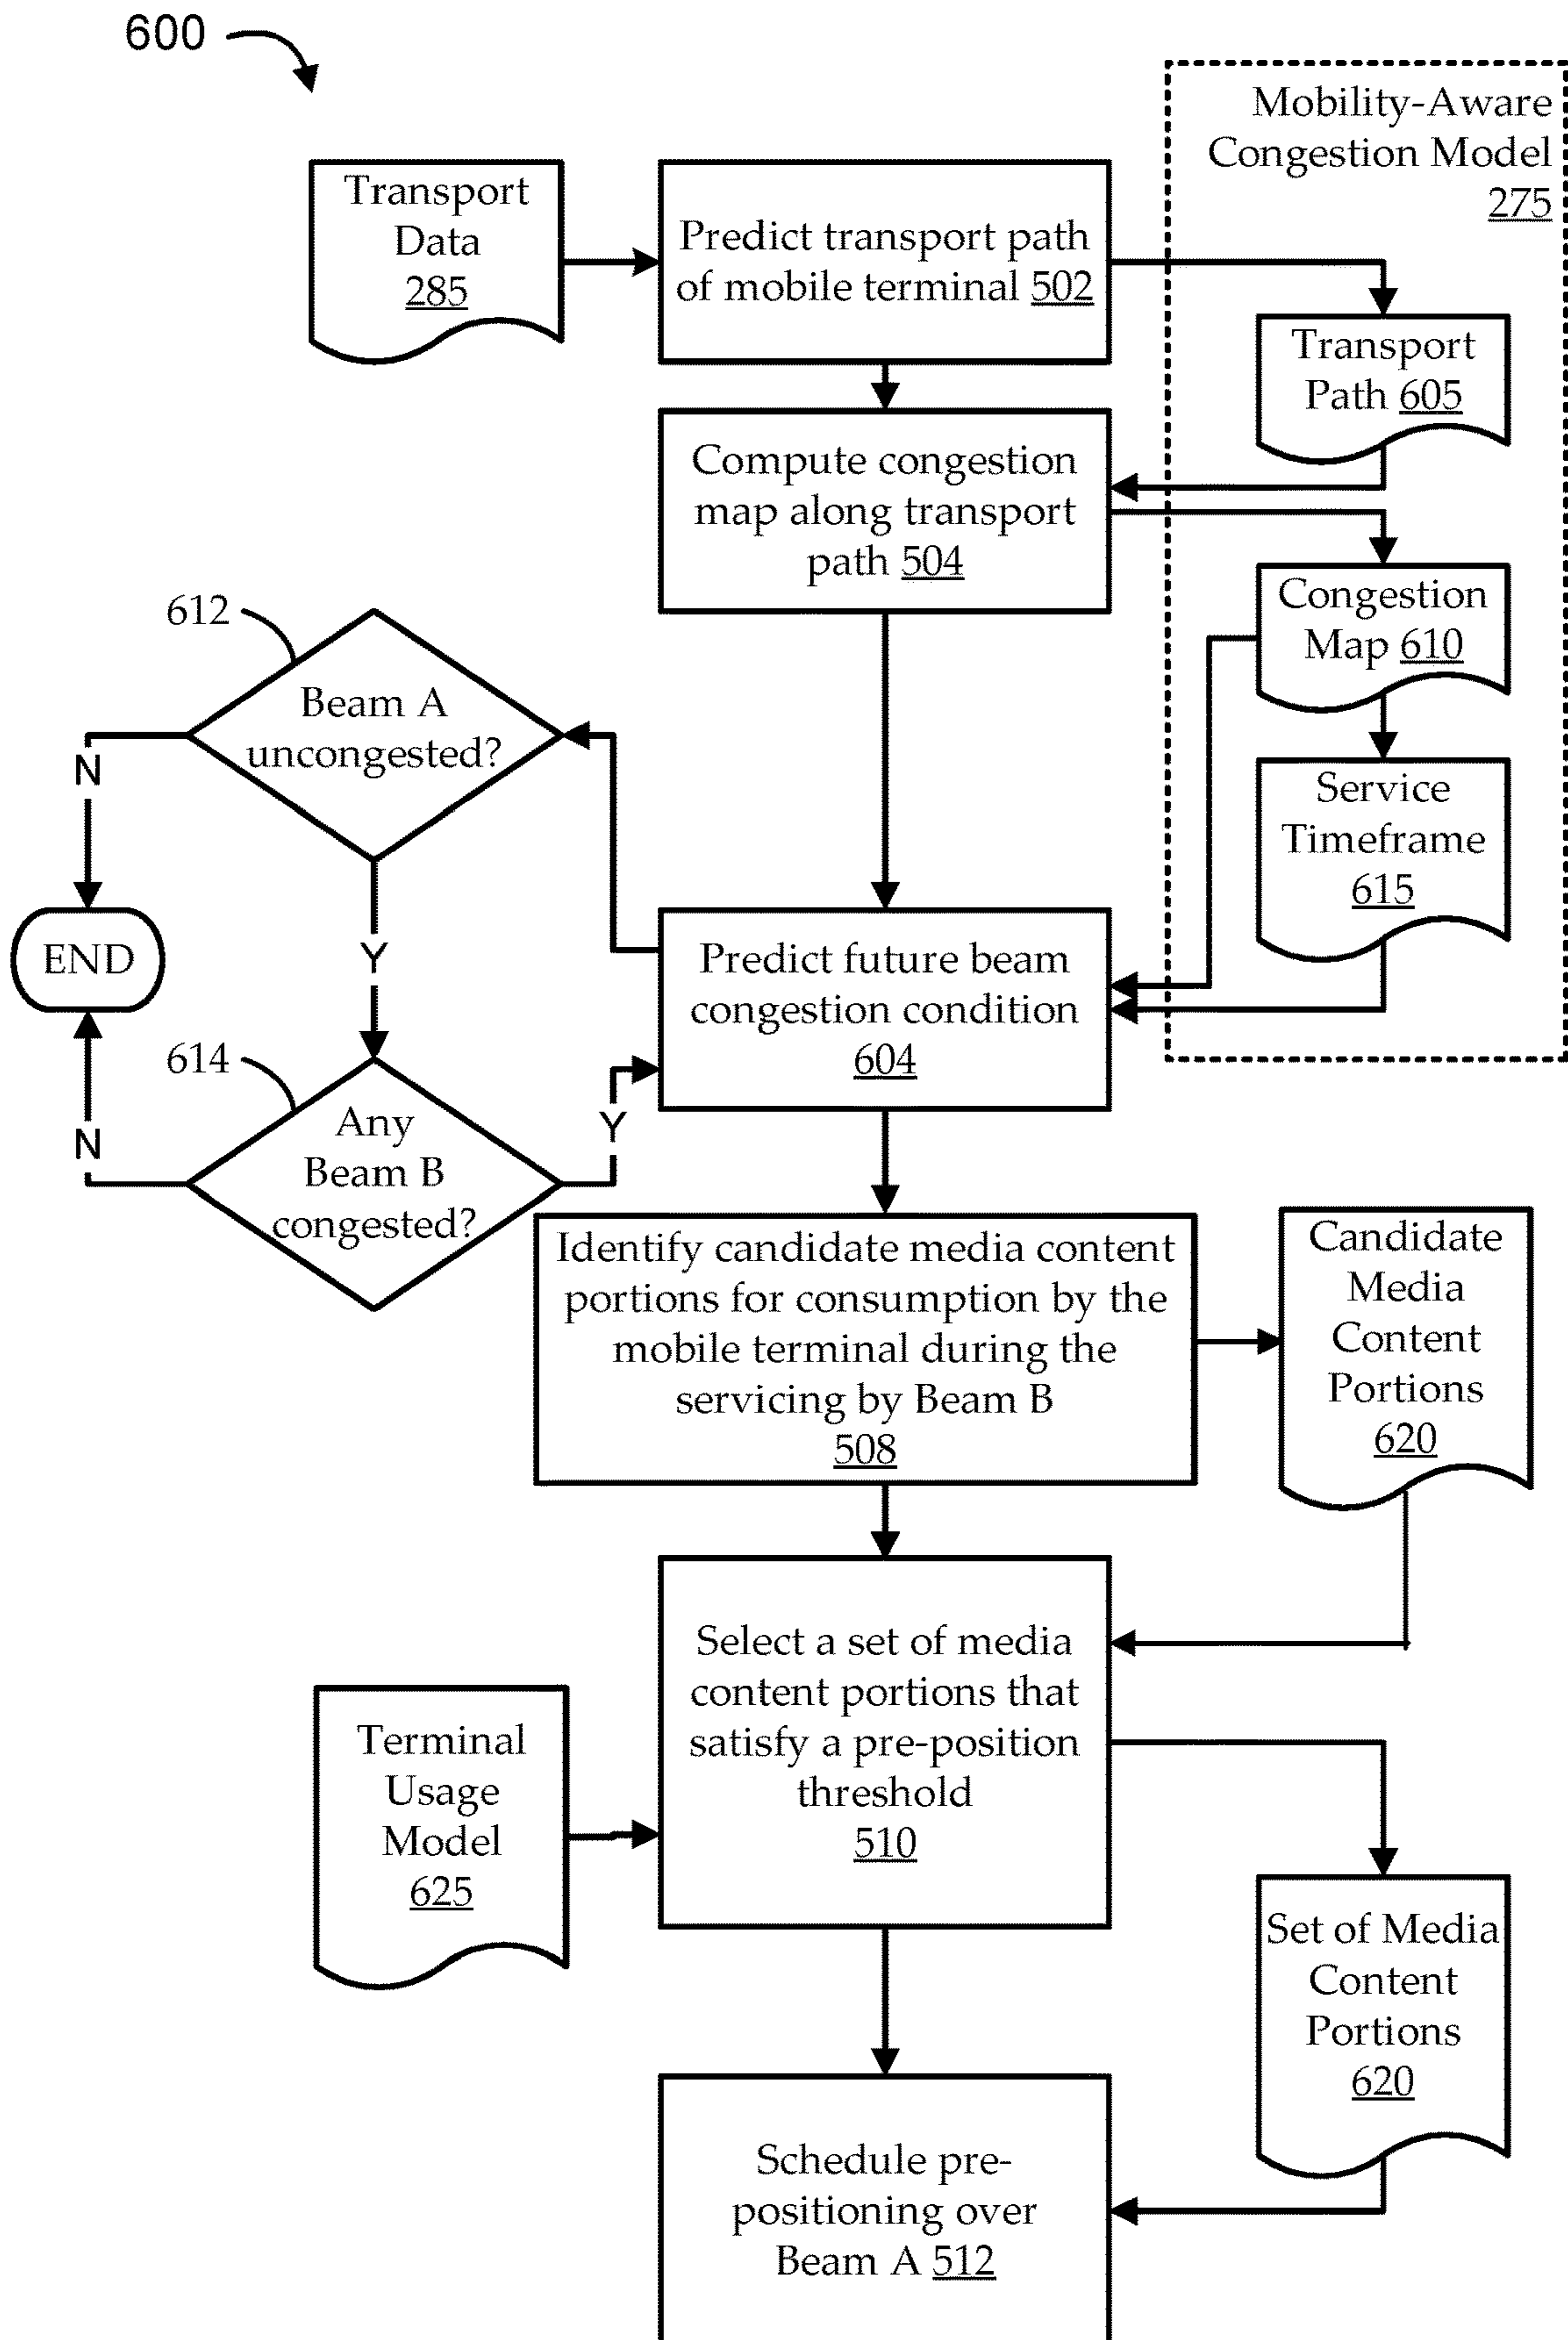 600
Mobility-Aware
Congestion Model
275
Transport
Data
285
Predict transport path
of mobile terminal 502
Transport
Path 605
Compute congestion
map along transport
path 504
Congestion
Map 610
612
Beam A
uncongested?
N
Y
Service
Timeframe
615
END
Predict future beam
congestion condition
604
614
Any
Beam B
congested?
N
Y
Identify candidate media content
portions for consumption by the
mobile terminal during the
servicing by Beam B
508
Candidate
Media
Content
Portions
620
Select a set of media
content portions that
satisfy a pre-position
threshold
510
Terminal
Usage
Model
625
Set of Media
Content
Portions
620
Schedule pre-
positioning over
Beam A 512